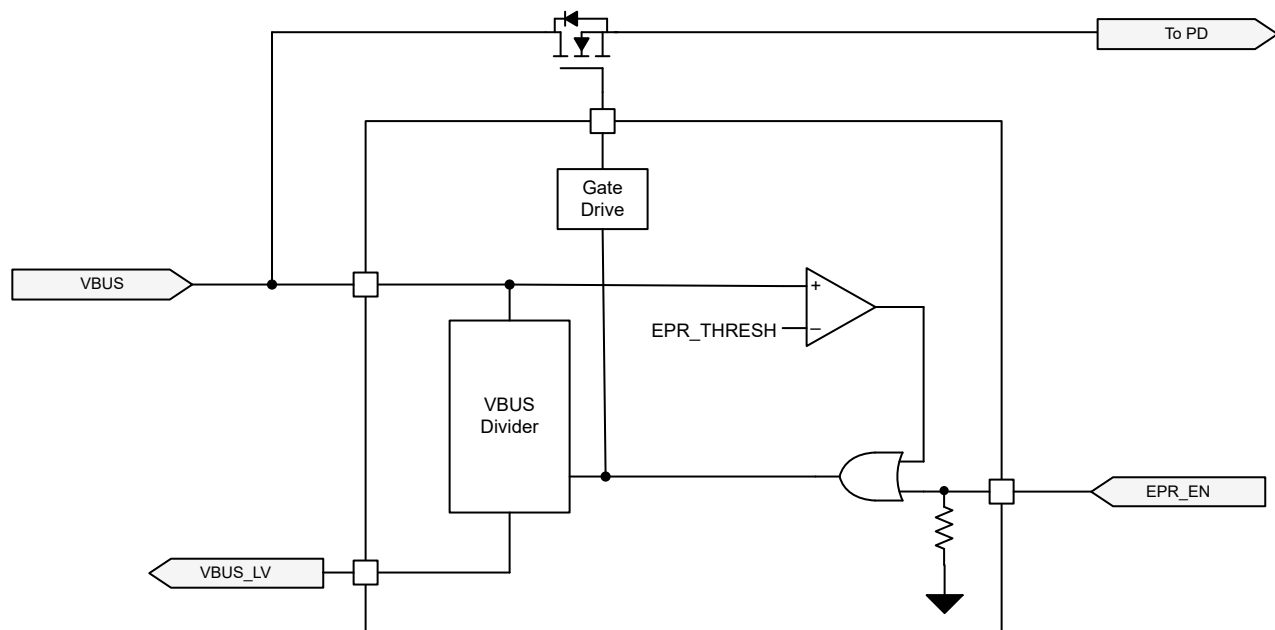 To PD
Gate
Drive
VBUS
+
EPR_THRESH
–
VBUS
Divider
EPR_EN
VBUS_LV